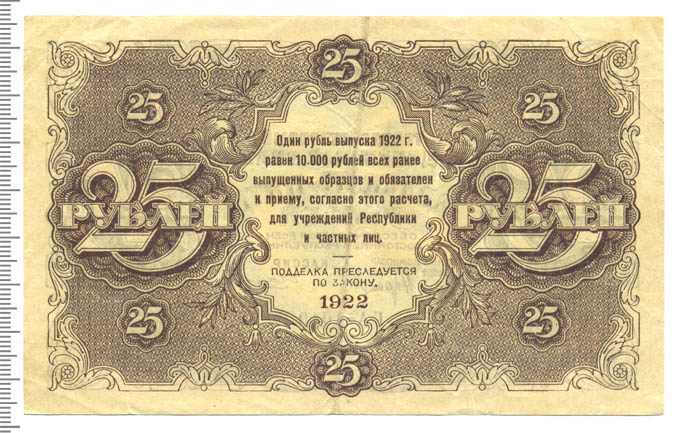 25
25
25
25 РУБЛЕЙ
Один рубль выпуска 1922 г.
равен 10.000 рублей всех ранее
выпущенных образцов и обязателен
к приему, согласно этого расчета,
для учреждений Республики
и частных лиц.
ПОДДЕЛКА ПРЕСЛЕДУЕТСЯ
ПО ЗАКОНУ.
1922
25 РУБЛЕЙ
25
25
25